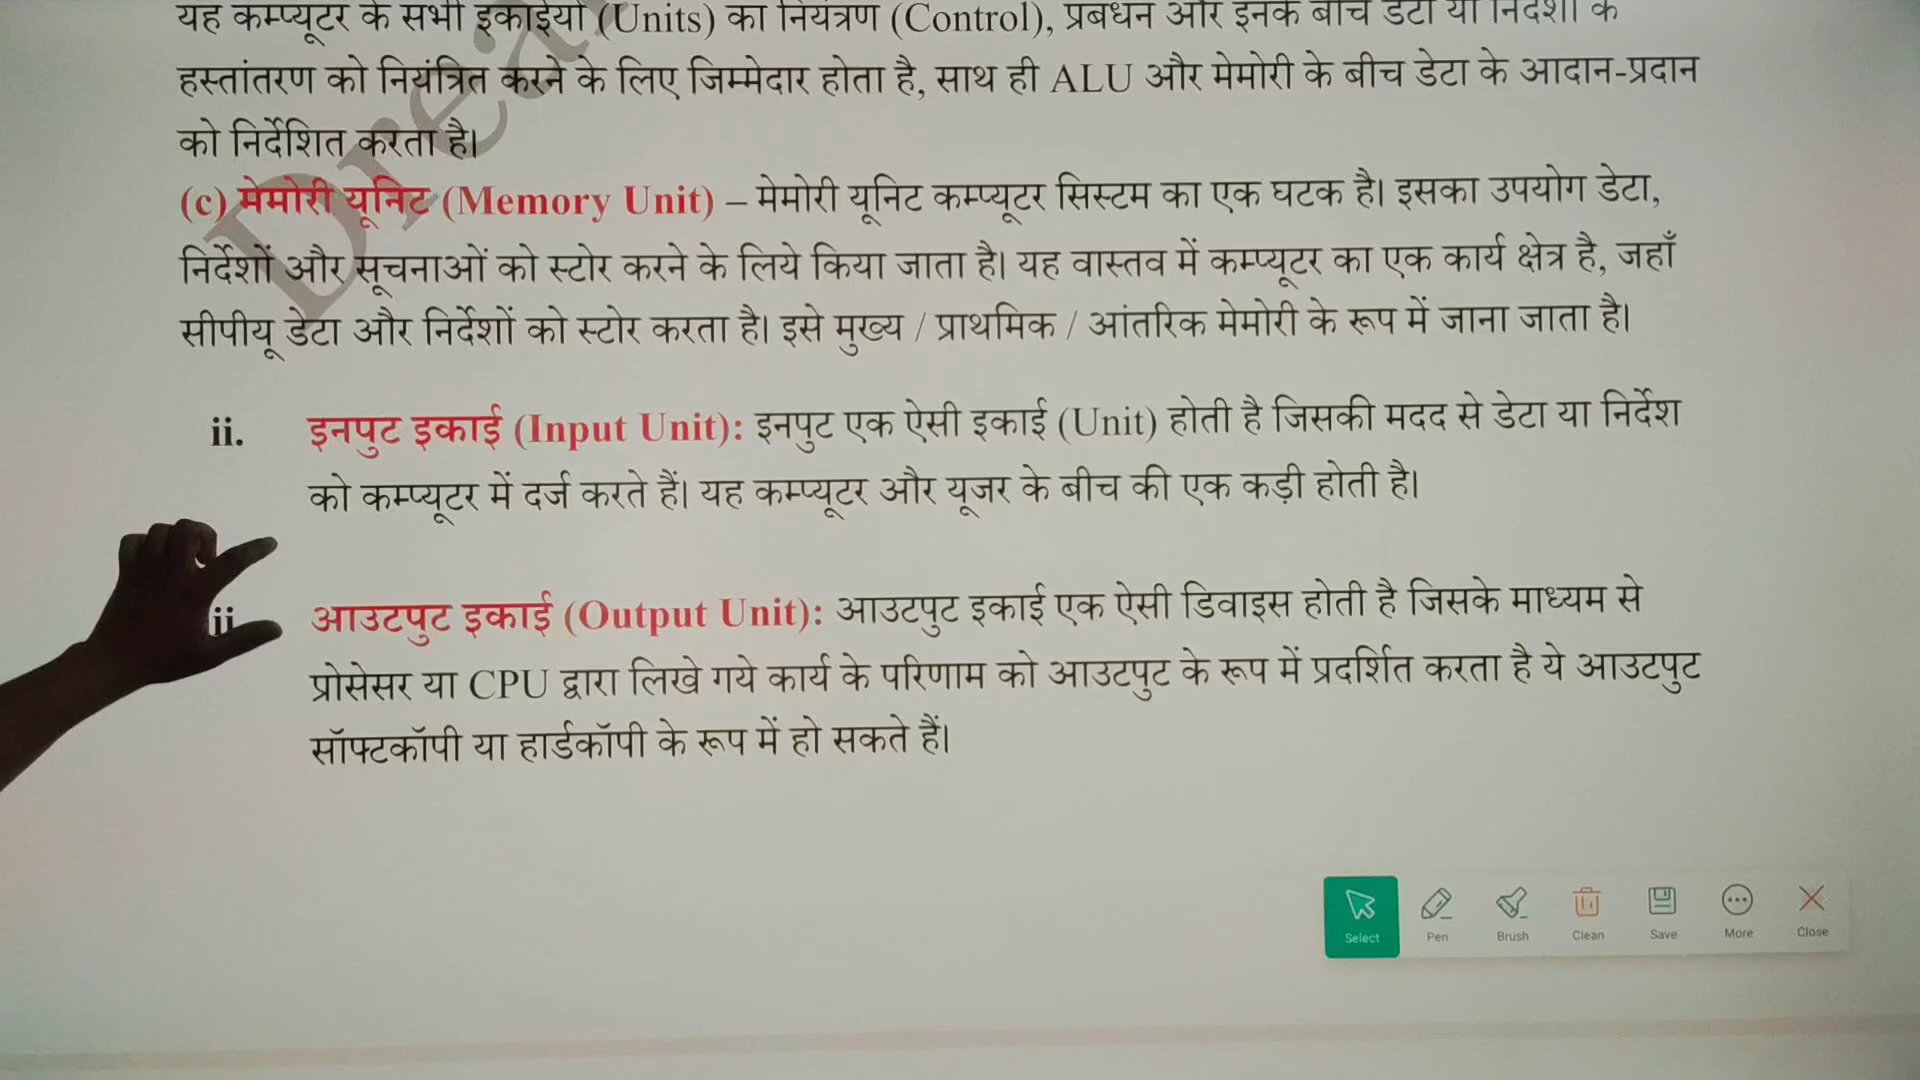 यह कम्प्यूटर के सभी इकाईयों (Units) का नियंत्रण (Control), प्रबंधन और इनके बीच डेटा या निर्देशों के
हस्तांतरण को नियंत्रित करने के लिए जिम्मेदार होता है, साथ ही ALU और मेमोरी के बीच डेटा के आदान-प्रदान
को निर्देशित करता है।
(c) मेमोरी यूनिट (Memory Unit) – मेमोरी यूनिट कम्प्यूटर सिस्टम का एक घटक है। इसका उपयोग डेटा,
निर्देशों और सूचनाओं को स्टोर करने के लिये किया जाता है। यह वास्तव में कम्प्यूटर का एक कार्य क्षेत्र है, जहाँ
सीपीयू डेटा और निर्देशों को स्टोर करता है। इसे मुख्य / प्राथमिक / आंतरिक मेमोरी के रूप में जाना जाता है।
ii. इनपुट इकाई (Input Unit): इनपुट एक ऐसी इकाई (Unit) होती है जिसकी मदद से डेटा या निर्देश
को कम्प्यूटर में दर्ज करते हैं। यह कम्प्यूटर और यूजर के बीच की एक कड़ी होती है।
आउटपुट इकाई (Output Unit): आउटपुट इकाई एक ऐसी डिवाइस होती है जिसके माध्यम से
प्रोसेसर या CPU द्वारा लिखे गये कार्य के परिणाम को आउटपुट के रूप में प्रदर्शित करता है ये आउटपुट
सॉफ्टकॉपी या हार्डकॉपी के रूप में हो सकते हैं।
Select Pen Brush Clean Save More Close